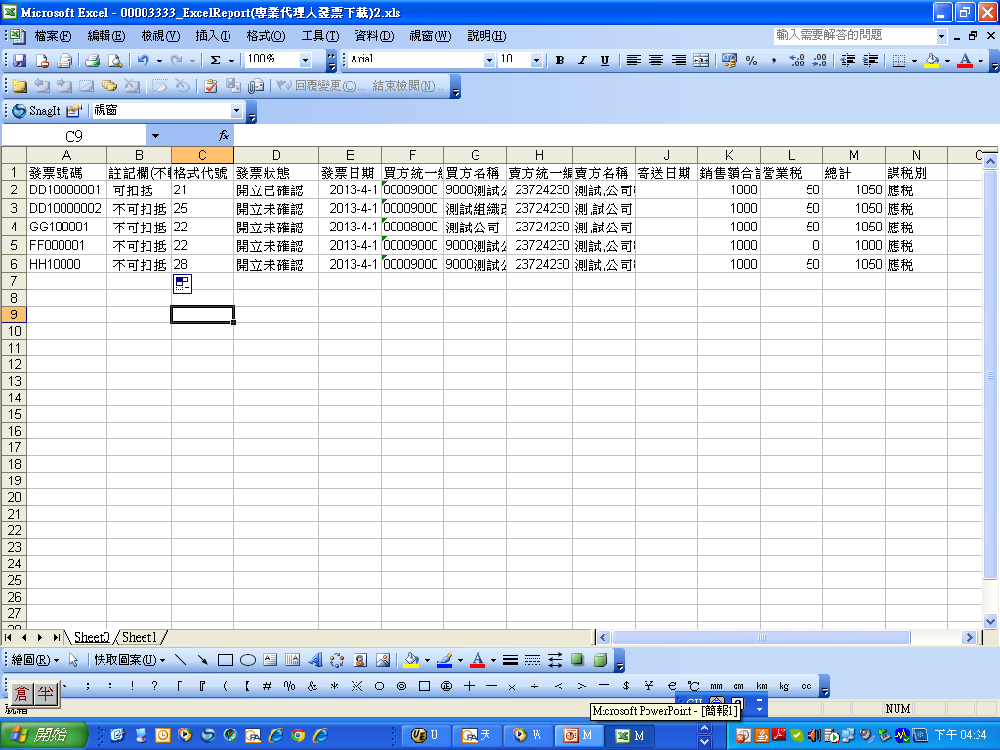 Microsoft Excel - 00003333_ExcelReport(專業代理人發票下載)2.xls
檔案(F) 編輯(E) 檢視(V) 插入(I) 格式(O) 工具(T) 資料(D) 視窗(W) 說明(H) 輸入需要解答的問題
100% Arial 10 B I U
回覆變更(C)... 結束檢閱(N)...
SnagIt 視窗
C9 fx
A B C D E F G H I J K L M N
1 發票號碼 註記欄(不 格式代號 發票狀態 發票日期 買方統一 買方名稱 賣方統一 賣方名稱 寄送日期 銷售額合 營業稅 總計 課稅別
2 DD10000001 可扣抵 21 開立已確認 2013-4-1 00009000 9000測試 23724230 測試,公司 1000 50 1050 應稅
3 DD10000002 不可扣抵 25 開立未確認 2013-4-1 00009000 測試組織 23724230 測,試公司 1000 50 1050 應稅
4 GG100001 不可扣抵 22 開立未確認 2013-4-1 00008000 測試公司 23724230 測,試公司 1000 50 1050 應稅
5 FF000001 不可扣抵 22 開立未確認 2013-4-1 00009000 9000測試 23724230 測試,公司 1000 0 1000 應稅
6 HH10000 不可扣抵 28 開立未確認 2013-4-1 00009000 9000測試 23724230 測試,公司 1000 50 1050 應稅
7
8
9
10
11
12
13
14
15
16
17
18
19
20
21
22
23
24
25
26
27
Sheet0 Sheet1
繪圖(R) 快取圖案(U)
、 ； ： ！ ？ 「 『 （ 【 # % & * ※ ○ ◎ □ ㊣ ＋ － × ÷ ＜ ＞ ＝ $ ¥ € ℃ mm cm km kg cc
倉 半
就緒 NUM
Microsoft PowerPoint - [簡報1]
開始 U 天 W M M 下午 04:34